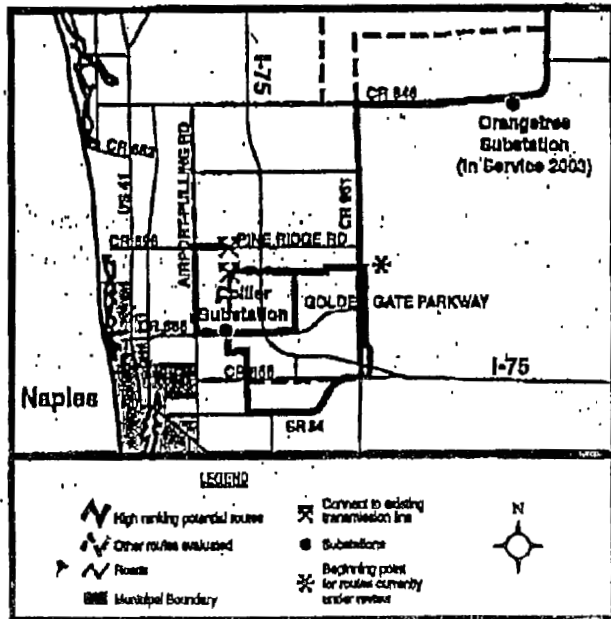 I-75
CR 846
Orangetree
Substation
(In Service 2003)
US 41
AIRPORT-PULLING RD
CR 951
CR 896
PINE RIDGE RD
Substation
GOLDEN GATE PARKWAY
I-75
Naples
SR 84
LEGEND
High ranking potential routes
Other routes evaluated
Roads
Municipal Boundary
Connect to existing
transmission line
Substations
Beginning point
for routes currently
under review
N